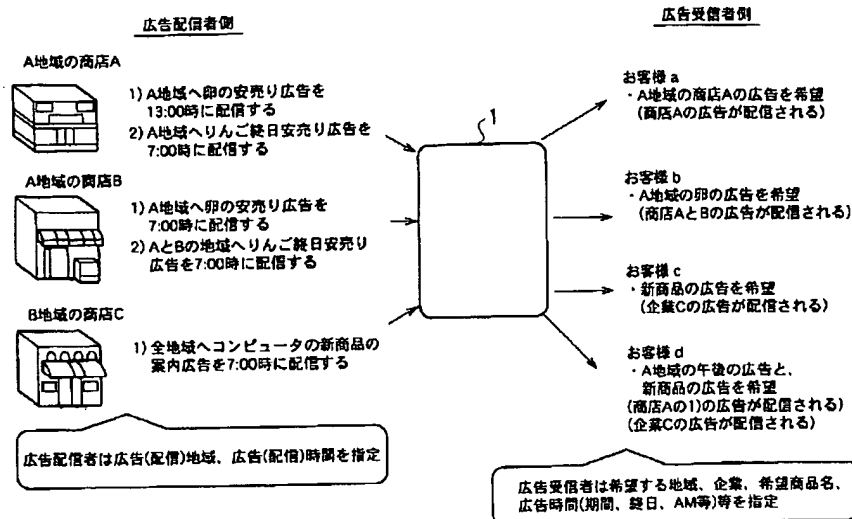 広告配信者側
A地域の商店A
1) A地域へ卵の安売り広告を
13:00時に配信する
2) A地域へりんご終日安売り広告を
7:00時に配信する
A地域の商店B
1) A地域へ卵の安売り広告を
7:00時に配信する
2) AとBの地域へりんご終日安売り
広告を7:00時に配信する
B地域の商店C
1) 全地域へコンピュータの新商品の
案内広告を7:00時に配信する
広告配信者は広告(配信)地域、広告(配信)時間を指定
1
広告受信者側
お客様 a
・A地域の商店Aの広告を希望
(商店Aの広告が配信される)
お客様 b
・A地域の卵の広告を希望
(商店AとBの広告が配信される)
お客様 c
・新商品の広告を希望
(企業Cの広告が配信される)
お客様 d
・A地域の午後の広告と、
新商品の広告を希望
(商店Aの1)の広告が配信される)
(企業Cの広告が配信される)
広告受信者は希望する地域、企業、希望商品名、
広告時間(期間、終日、AM等)等を指定